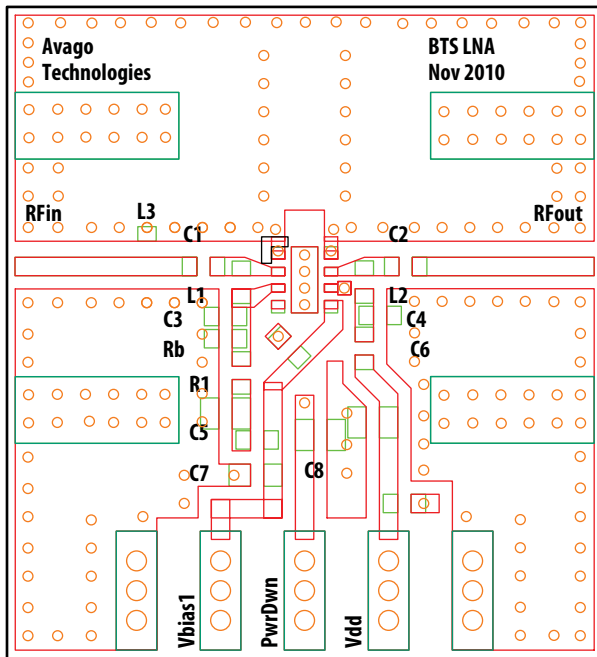 Avago
Technologies
BTS LNA
Nov 2010
RFin
L3
RFout
C1
C2
L1
L2
C3
C4
Rb
C6
R1
C5
C7
C8
Vbias1
PwrDwn
Vdd